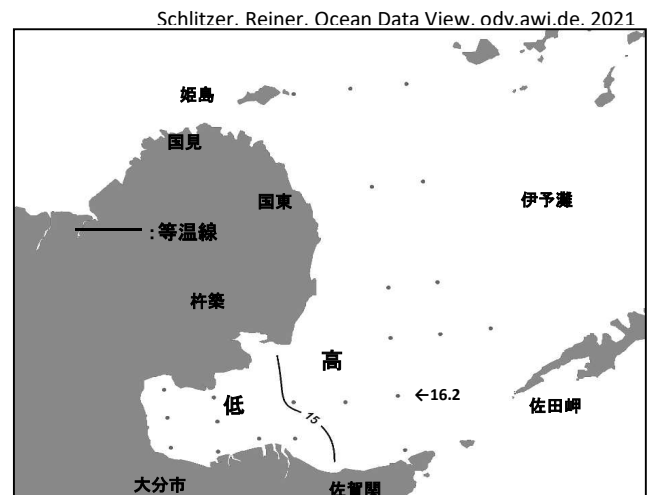 Schlitzer, Reiner, Ocean Data View, odv.awi.de, 2021
姫島
国見
国東
伊予灘
:等温線
杵築
高
←16.2
低
佐田岬
15
大分市
佐賀関